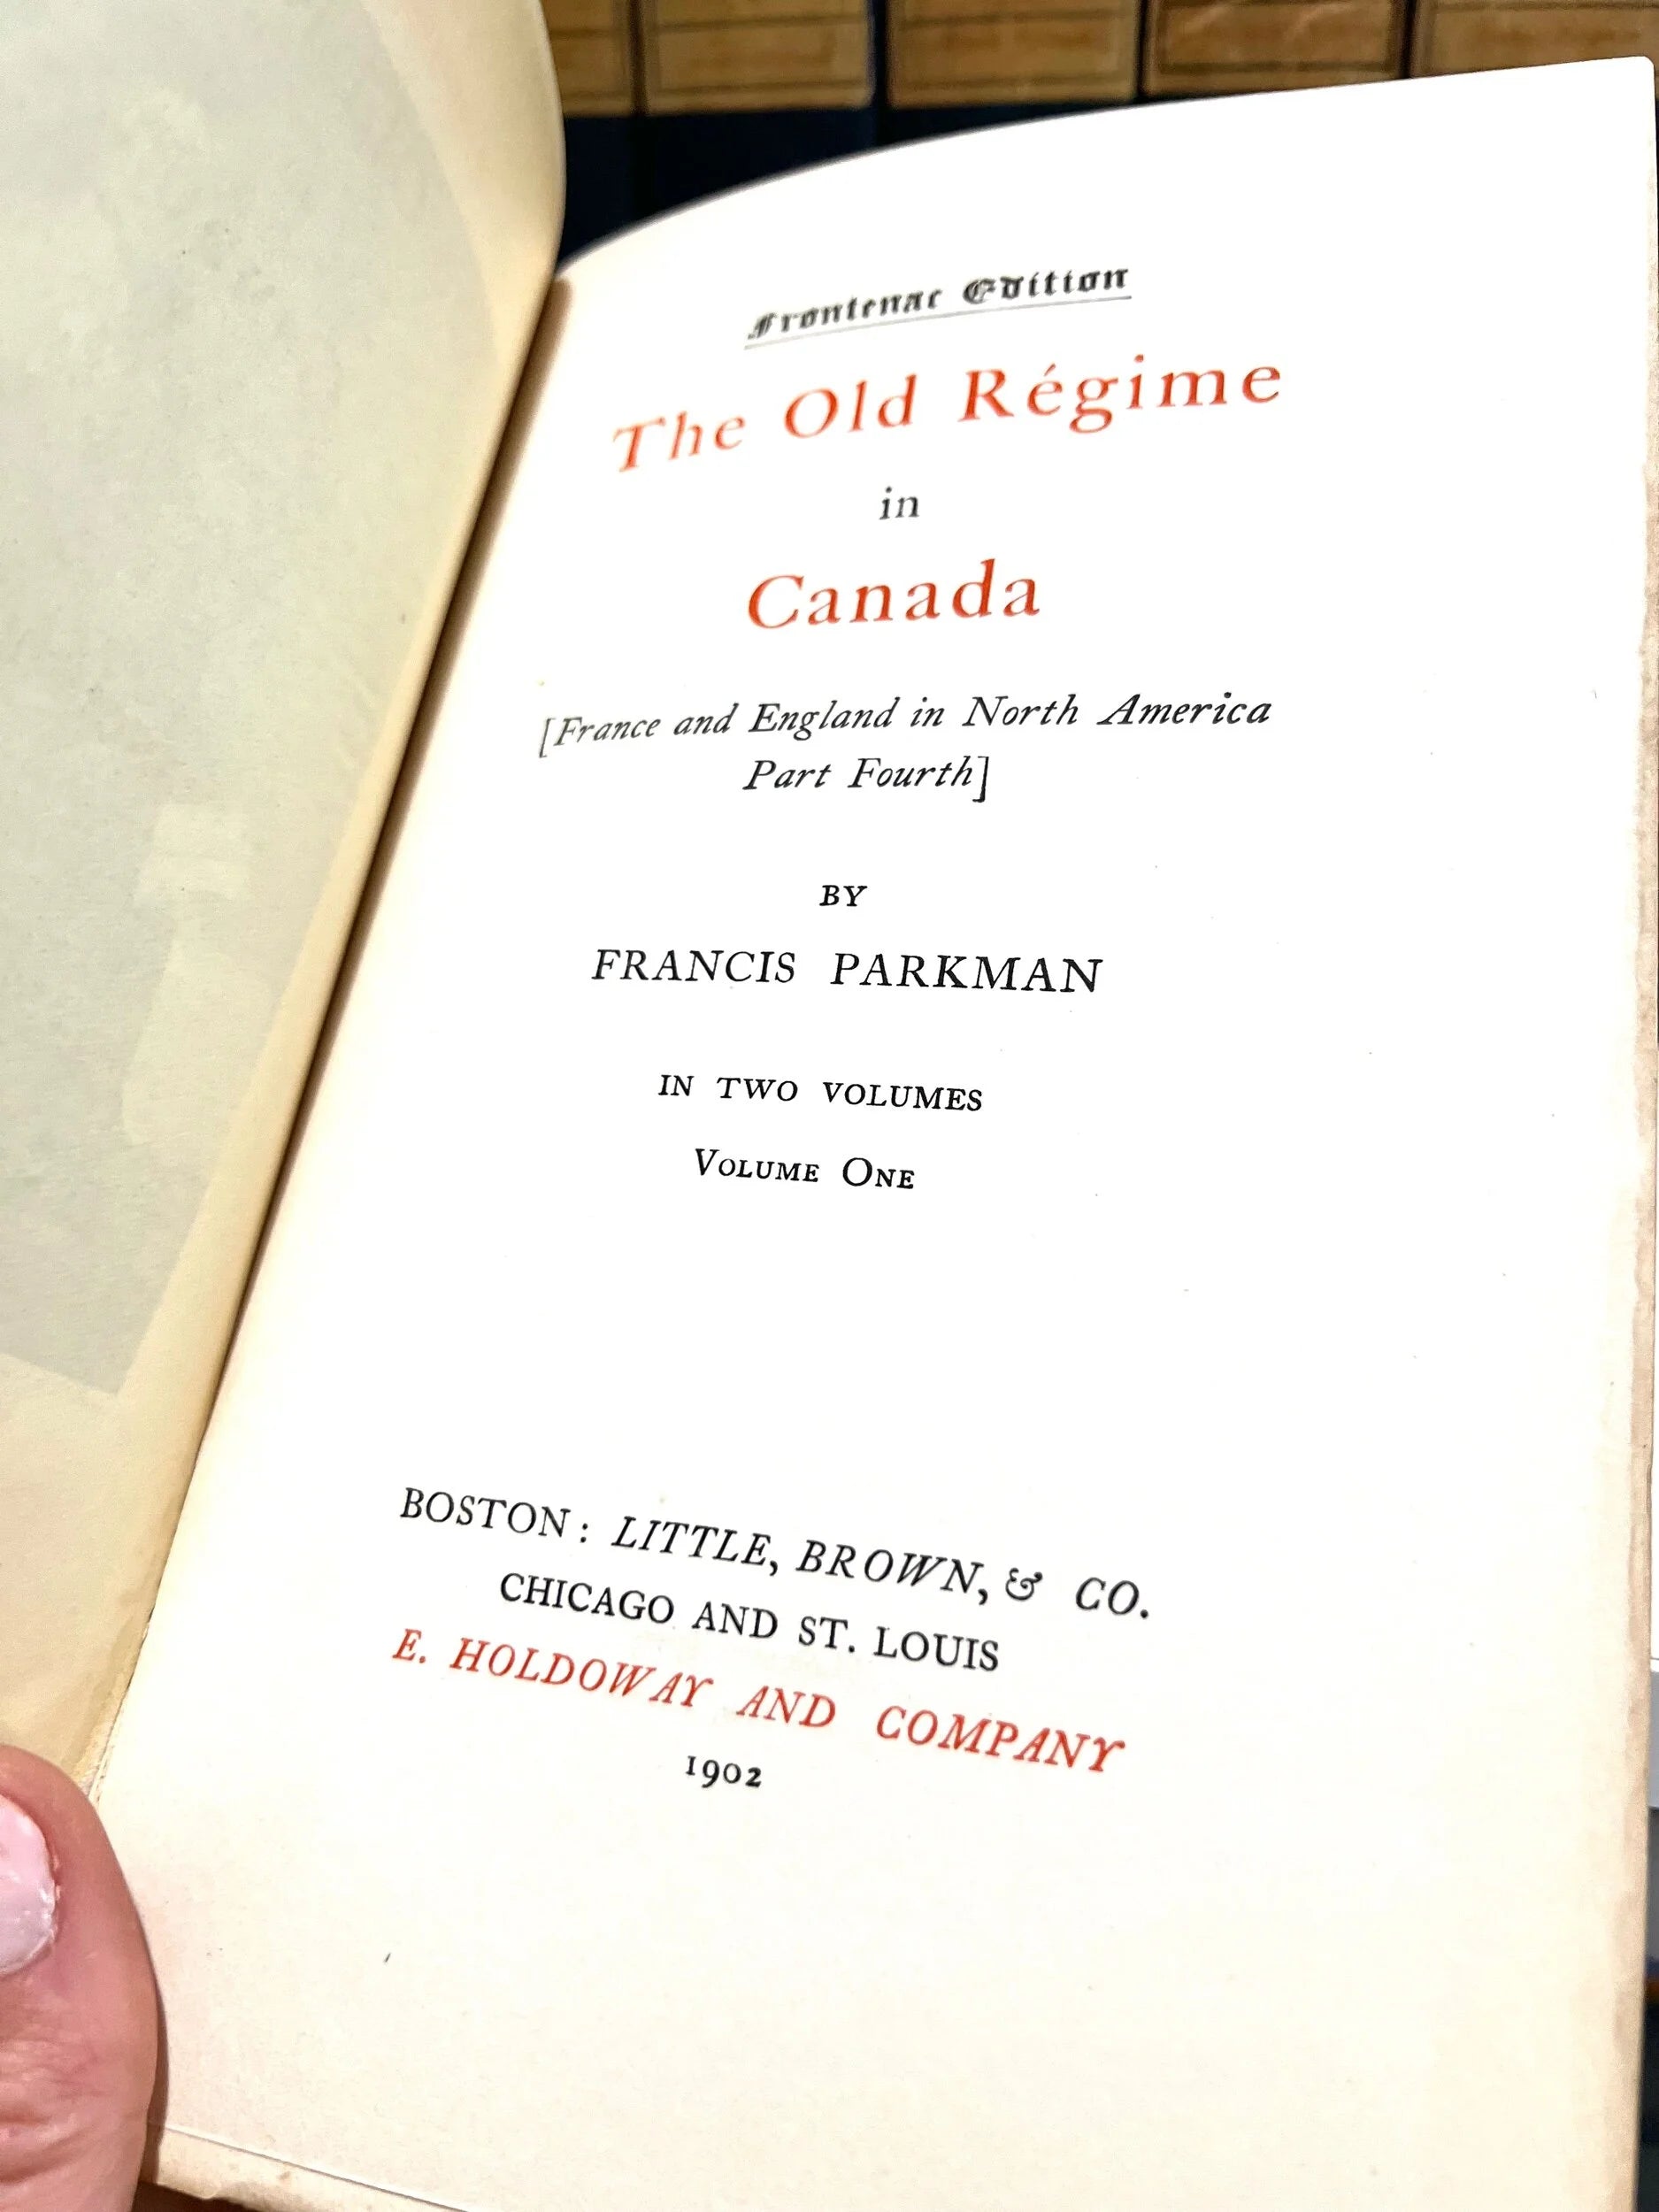 Frontenac Edition
The Old Régime
in
Canada
[France and England in North America
Part Fourth]
BY
FRANCIS PARKMAN
IN TWO VOLUMES
VOLUME ONE
BOSTON: LITTLE, BROWN, & CO.
CHICAGO AND ST. LOUIS
E. HOLDOWAY AND COMPANY
1902